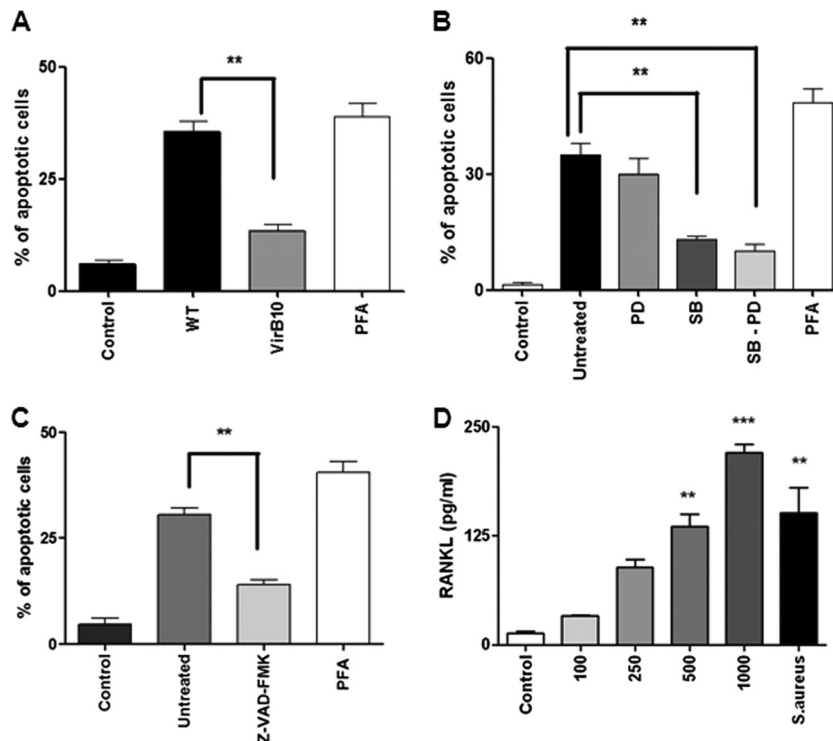 A
**
50
25
0
% of apoptotic cells
Control
WT
VirB10
PFA
B
**
**
60
30
0
% of apoptotic cells
Control
Untreated
PD
SB
SB - PD
PFA
C
**
50
25
0
% of apoptotic cells
Control
Untreated
Z-VAD-FMK
PFA
D
***
**
**
250
125
0
RANKL (pg/ml)
Control
100
250
500
1000
S.aureus